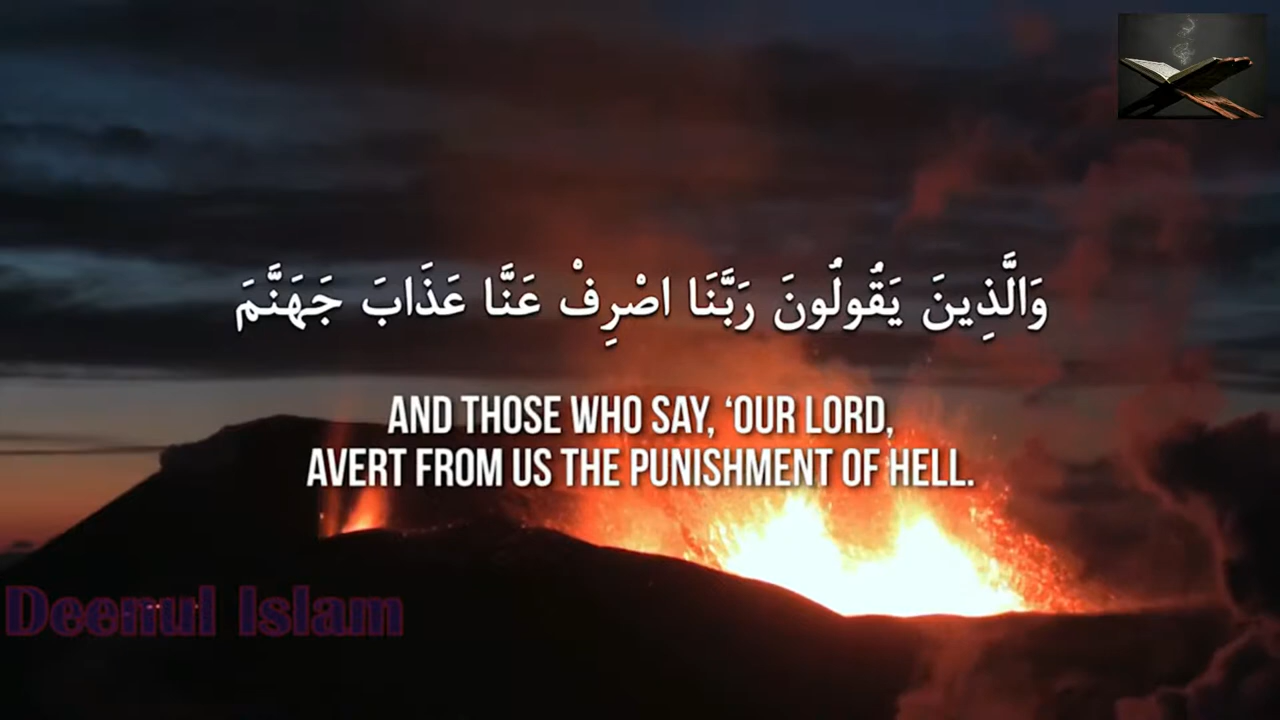 وَالَّذِينَ يَقُولُونَ رَبَّنَا اصْرِفْ عَنَّا عَذَابَ جَهَنَّمَ
AND THOSE WHO SAY, ‘OUR LORD,
AVERT FROM US THE PUNISHMENT OF HELL.
Deenul Islam